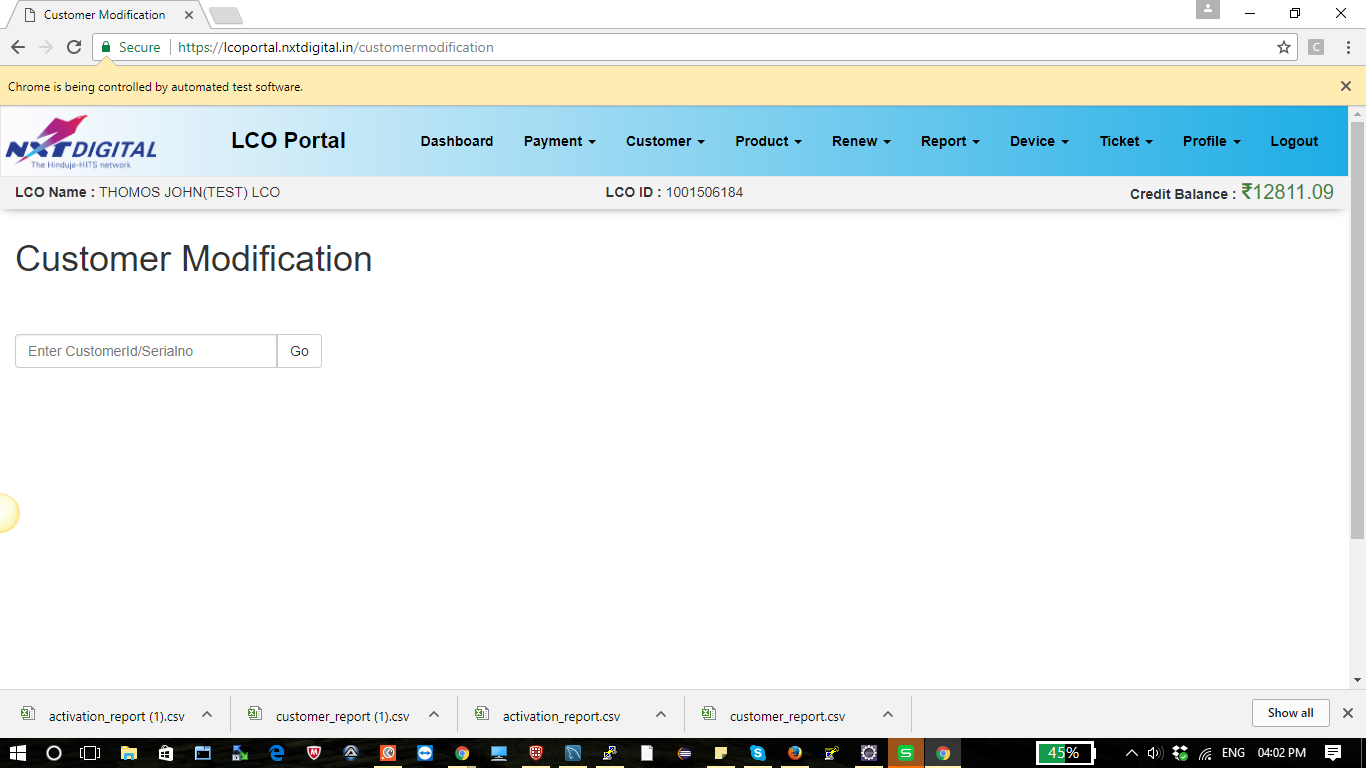 Customer Modification
Secure https://lcoportal.nxtdigital.in/customermodification
C
Chrome is being controlled by automated test software.
NXTDIGITAL
The Hinduja-HITS network
LCO Portal
Dashboard Payment Customer Product Renew Report Device Ticket Profile Logout
LCO Name : THOMOS JOHN(TEST) LCO LCO ID : 1001506184 Credit Balance : ₹12811.09
Customer Modification
Enter CustomerId/Serialno Go
activation_report (1).csv customer_report (1).csv activation_report.csv customer_report.csv Show all
45% ENG 04:02 PM